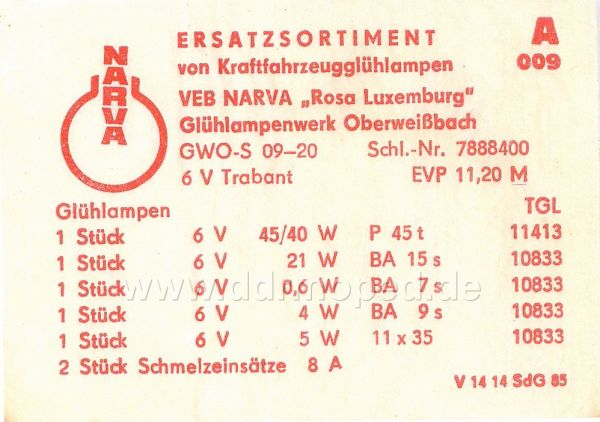 NARVA
ERSATZSORTIMENT
A
009
von Kraftfahrzeugglühlampen
VEB NARVA „Rosa Luxemburg"
Glühlampenwerk Oberweißbach
GWO-S 09–20 Schl.-Nr. 7888400
6 V Trabant EVP 11,20 M
Glühlampen TGL
1 Stück 6 V 45/40 W P 45 t 11413
1 Stück 6 V 21 W BA 15 s 10833
1 Stück 6 V 0,6 W BA 7 s 10833
1 Stück 6 V 4 W BA 9 s 10833
1 Stück 6 V 5 W 11 x 35 10833
2 Stück Schmelzeinsätze 8 A
V 14 14 SdG 85
www.ddrmoped.de